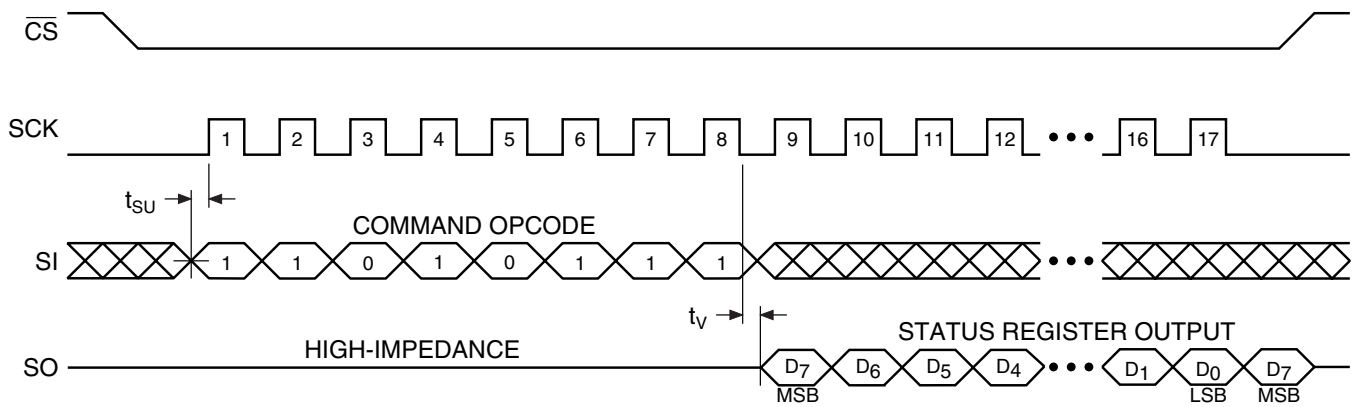 CS
SCK 1 2 3 4 5 6 7 8 9 10 11 12 ••• 16 17
tSU
COMMAND OPCODE
SI 1 1 0 1 0 1 1 1 •••
tV
HIGH-IMPEDANCE
STATUS REGISTER OUTPUT
SO D7 D6 D5 D4 ••• D1 D0 D7
MSB LSB MSB